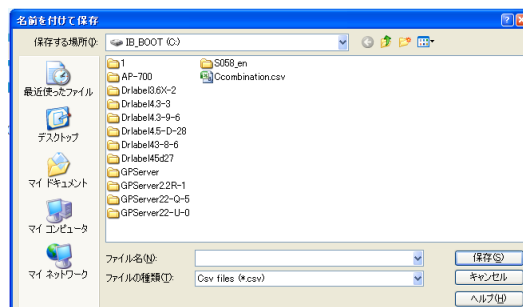 名前を付けて保存
保存する場所(I):
IB_BOOT (C:)
最近使ったファイル
デスクトップ
マイ ドキュメント
マイ コンピュータ
マイ ネットワーク
1
AP-700
Drlabel3.6X-2
Drlabel4.3-3
Drlabel4.3-9-6
Drlabel4.5-D-28
Drlabel43-8-6
Drlabel45d27
GPServer
GPServer2.2R-1
GPServer22-Q-5
GPServer22-U-0
S058_en
Ccombination.csv
ファイル名(N):
ファイルの種類(T):
Csv files (*.csv)
保存(S)
キャンセル
ヘルプ(H)